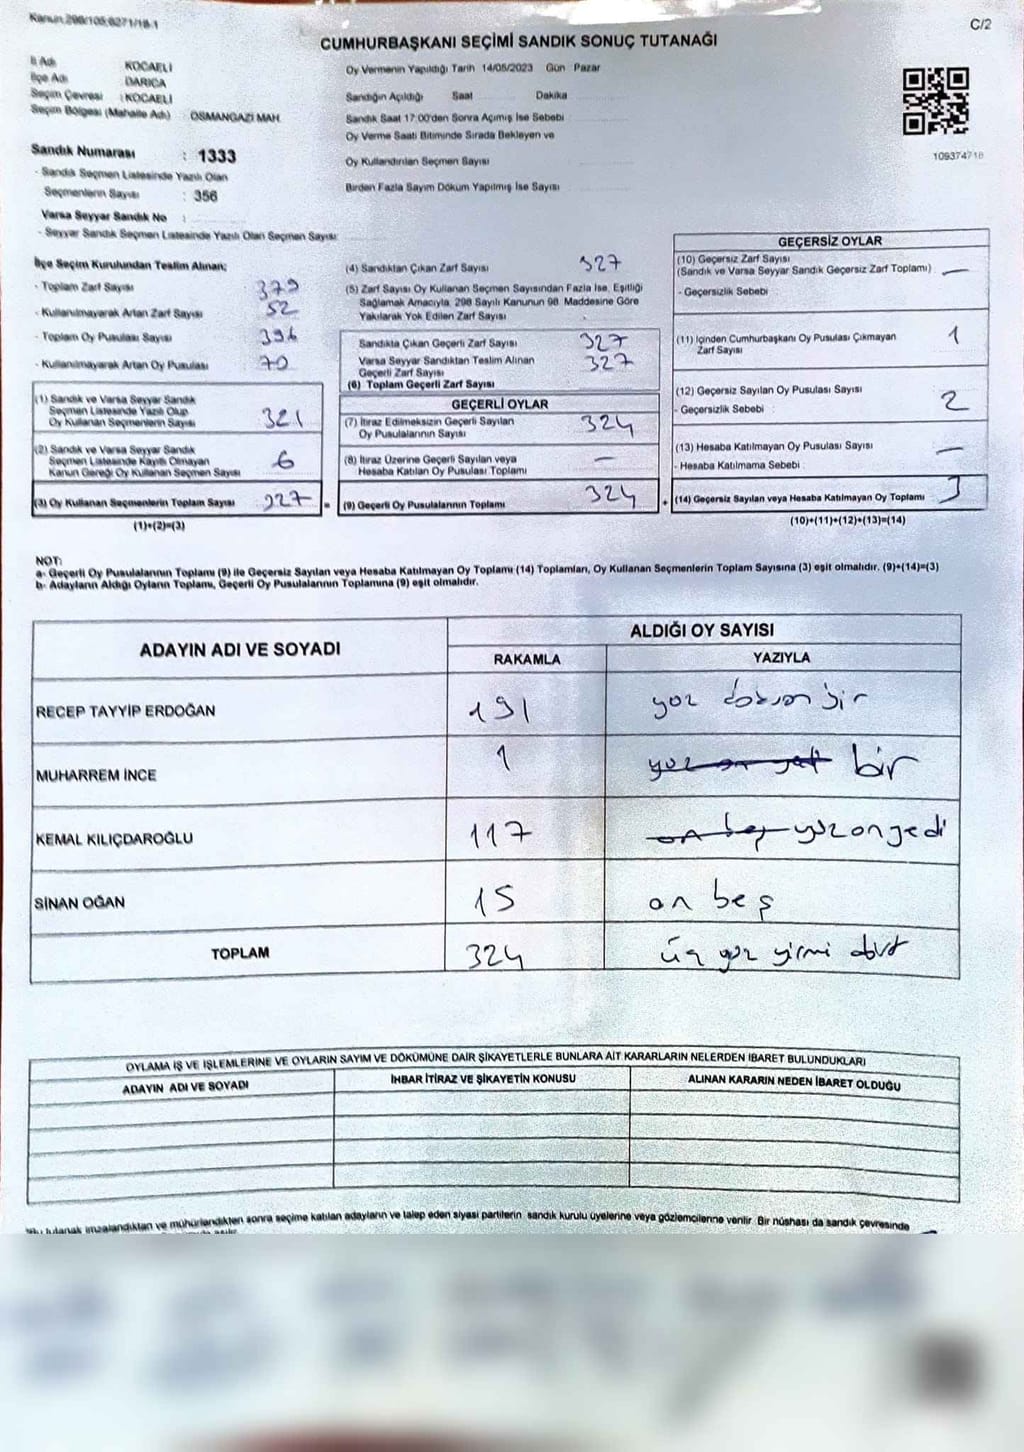 Kanun:298/105;6271/18-1
C/2
CUMHURBAŞKANI SEÇİMİ SANDIK SONUÇ TUTANAĞI
İl Adı KOCAELİ
İlçe Adı DARICA
Seçim Çevresi : KOCAELİ
Seçim Bölgesi (Mahalle Adı) : OSMANGAZİ MAH.
Sandık Numarası : 1333
- Sandık Seçmen Listesinde Yazılı Olan
Seçmenlerin Sayısı : 356
Varsa Seyyar Sandık No :
- Seyyar Sandık Seçmen Listesinde Yazılı Olan Seçmen Sayısı:
Oy Vermenin Yapıldığı Tarih 14/05/2023 Gün Pazar
Sandığın Açıldığı Saat Dakika
Sandık Saat 17:00'den Sonra Açımış İse Sebebi
Oy Verme Saati Bitiminde Sırada Bekleyen ve
Oy Kullandırılan Seçmen Sayısı
Birden Fazla Sayım Döküm Yapılmış İse Sayısı
109374718
İlçe Seçim Kurulundan Teslim Alınan;
- Toplam Zarf Sayısı : 379
- Kullanılmayarak Artan Zarf Sayısı : 52
- Toplam Oy Pusulası Sayısı : 396
- Kullanılmayarak Artan Oy Pusulası : 70
(1) Sandık ve Varsa Seyyar Sandık
Seçmen Listesinde Yazılı Olup
Oy Kullanan Seçmenlerin Sayısı 321
(2) Sandık ve Varsa Seyyar Sandık
Seçmen Listesinde Kayıtlı Olmayan
Kanun Gereği Oy Kullanan Seçmen Sayısı 6
(3) Oy Kullanan Seçmenlerin Toplam Sayısı 327 =
(1)+(2)=(3)
(4) Sandıktan Çıkan Zarf Sayısı 327
(5) Zarf Sayısı Oy Kullanan Seçmen Sayısından Fazla İse, Eşitliği
Sağlamak Amacıyla, 298 Sayılı Kanunun 98. Maddesine Göre
Yakılarak Yok Edilen Zarf Sayısı
Sandıkta Çıkan Geçerli Zarf Sayısı 327
Varsa Seyyar Sandıktan Teslim Alınan 327
Geçerli Zarf Sayısı
(6) Toplam Geçerli Zarf Sayısı
GEÇERLİ OYLAR
(7) İtiraz Edilmeksizin Geçerli Sayılan 324
Oy Pusulalarının Sayısı
(8) İtiraz Üzerine Geçerli Sayılan veya –
Hesaba Katılan Oy Pusulası Toplamı
(9) Geçerli Oy Pusulalarının Toplamı 324 +
GEÇERSİZ OYLAR
(10) Geçersiz Zarf Sayısı
(Sandık ve Varsa Seyyar Sandık Geçersiz Zarf Toplamı) —
- Geçersizlik Sebebi :
(11) İçinden Cumhurbaşkanı Oy Pusulası Çıkmayan 1
Zarf Sayısı
(12) Geçersiz Sayılan Oy Pusulası Sayısı 2
- Geçersizlik Sebebi :
(13) Hesaba Katılmayan Oy Pusulası Sayısı —
- Hesaba Katılmama Sebebi :
(14) Geçersiz Sayılan veya Hesaba Katılmayan Oy Toplamı 3
(10)+(11)+(12)+(13)=(14)
NOT:
a- Geçerli Oy Pusulalarının Toplamı (9) ile Geçersiz Sayılan veya Hesaba Katılmayan Oy Toplamı (14) Toplamları, Oy Kullanan Seçmenlerin Toplam Sayısına (3) eşit olmalıdır. (9)+(14)=(3)
b- Adayların Aldığı Oyların Toplamı, Geçerli Oy Pusulalarının Toplamına (9) eşit olmalıdır.
ADAYIN ADI VE SOYADI ALDIĞI OY SAYISI
RAKAMLA YAZIYLA
RECEP TAYYİP ERDOĞAN 191 yüz doksan bir
MUHARREM İNCE 1 bir
KEMAL KILIÇDAROĞLU 117 on beş yüz on yedi
SİNAN OĞAN 15 on beş
TOPLAM 324 üç yüz yirmi dört
OYLAMA İŞ VE İŞLEMLERİNE VE OYLARIN SAYIM VE DÖKÜMÜNE DAİR ŞİKAYETLERLE BUNLARA AİT KARARLARIN NELERDEN İBARET BULUNDUKLARI
ADAYIN ADI VE SOYADI İHBAR İTİRAZ VE ŞİKAYETİN KONUSU ALINAN KARARIN NEDEN İBARET OLDUĞU
tutanak imzalandıktan ve mühürlendikten sonra seçime katılan adayların ve talep eden siyasi partilerin sandık kurulu üyelerine veya gözlemcilerine verilir. Bir nüshası da sandık çevresinde